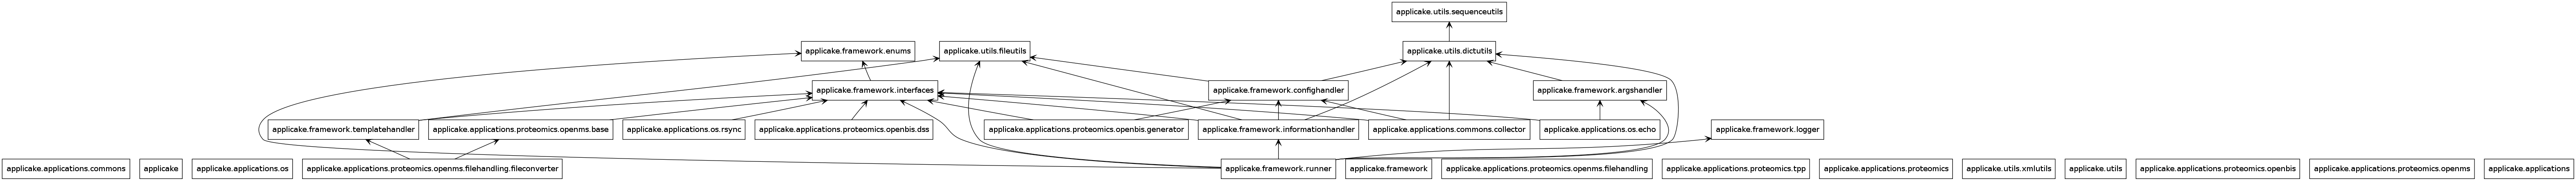 applicake.utils.sequenceutils
applicake.framework.enums
applicake.utils.fileutils
applicake.utils.dictutils
applicake.framework.interfaces
applicake.framework.confighandler
applicake.framework.argshandler
applicake.framework.templatehandler
applicake.applications.proteomics.openms.base
applicake.applications.os.rsync
applicake.applications.proteomics.openbis.dss
applicake.applications.proteomics.openbis.generator
applicake.framework.informationhandler
applicake.applications.commons.collector
applicake.applications.os.echo
applicake.framework.logger
applicake.applications.commons
applicake
applicake.applications.os
applicake.applications.proteomics.openms.filehandling.fileconverter
applicake.framework.runner
applicake.framework
applicake.applications.proteomics.openms.filehandling
applicake.applications.proteomics.tpp
applicake.applications.proteomics
applicake.utils.xmlutils
applicake.utils
applicake.applications.proteomics.openbis
applicake.applications.proteomics.openms
applicake.applications